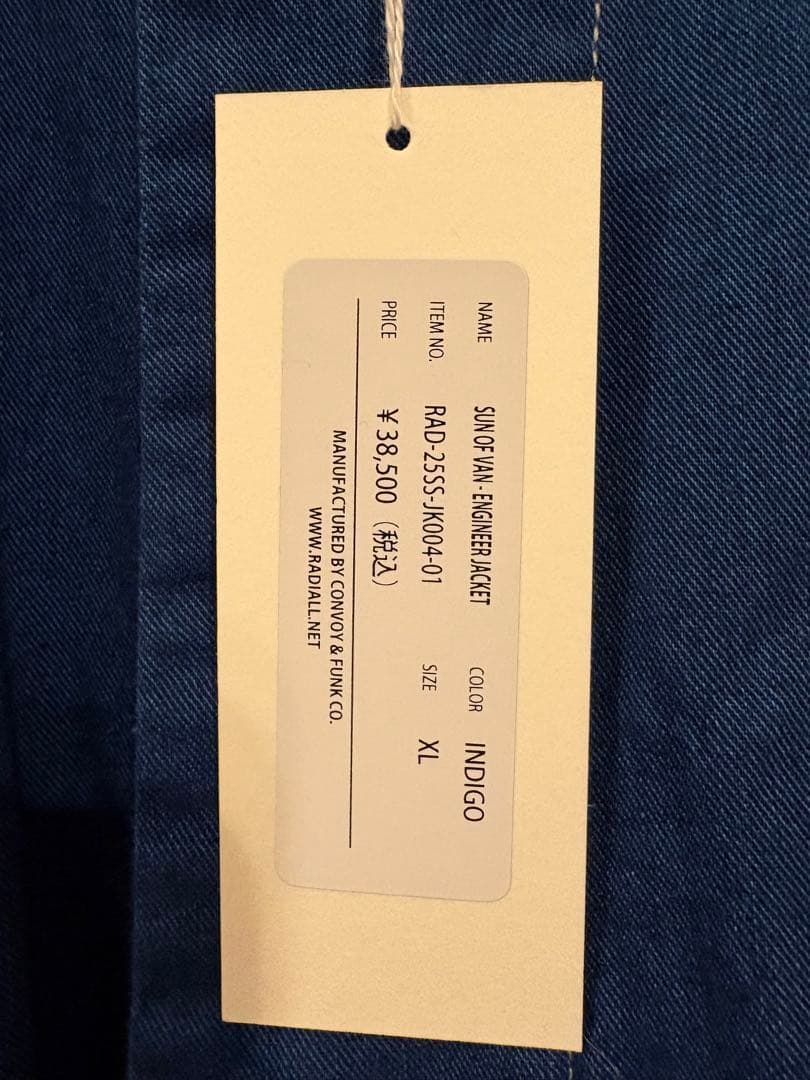 NAME SUN OF VAN - ENGINEER JACKET COLOR INDIGO
ITEM NO. RAD-25SS-JK004-01 SIZE XL
PRICE ¥38,500（税込）
MANUFACTURED BY CONVOY & FUNK CO.
WWW.RADIALL.NET